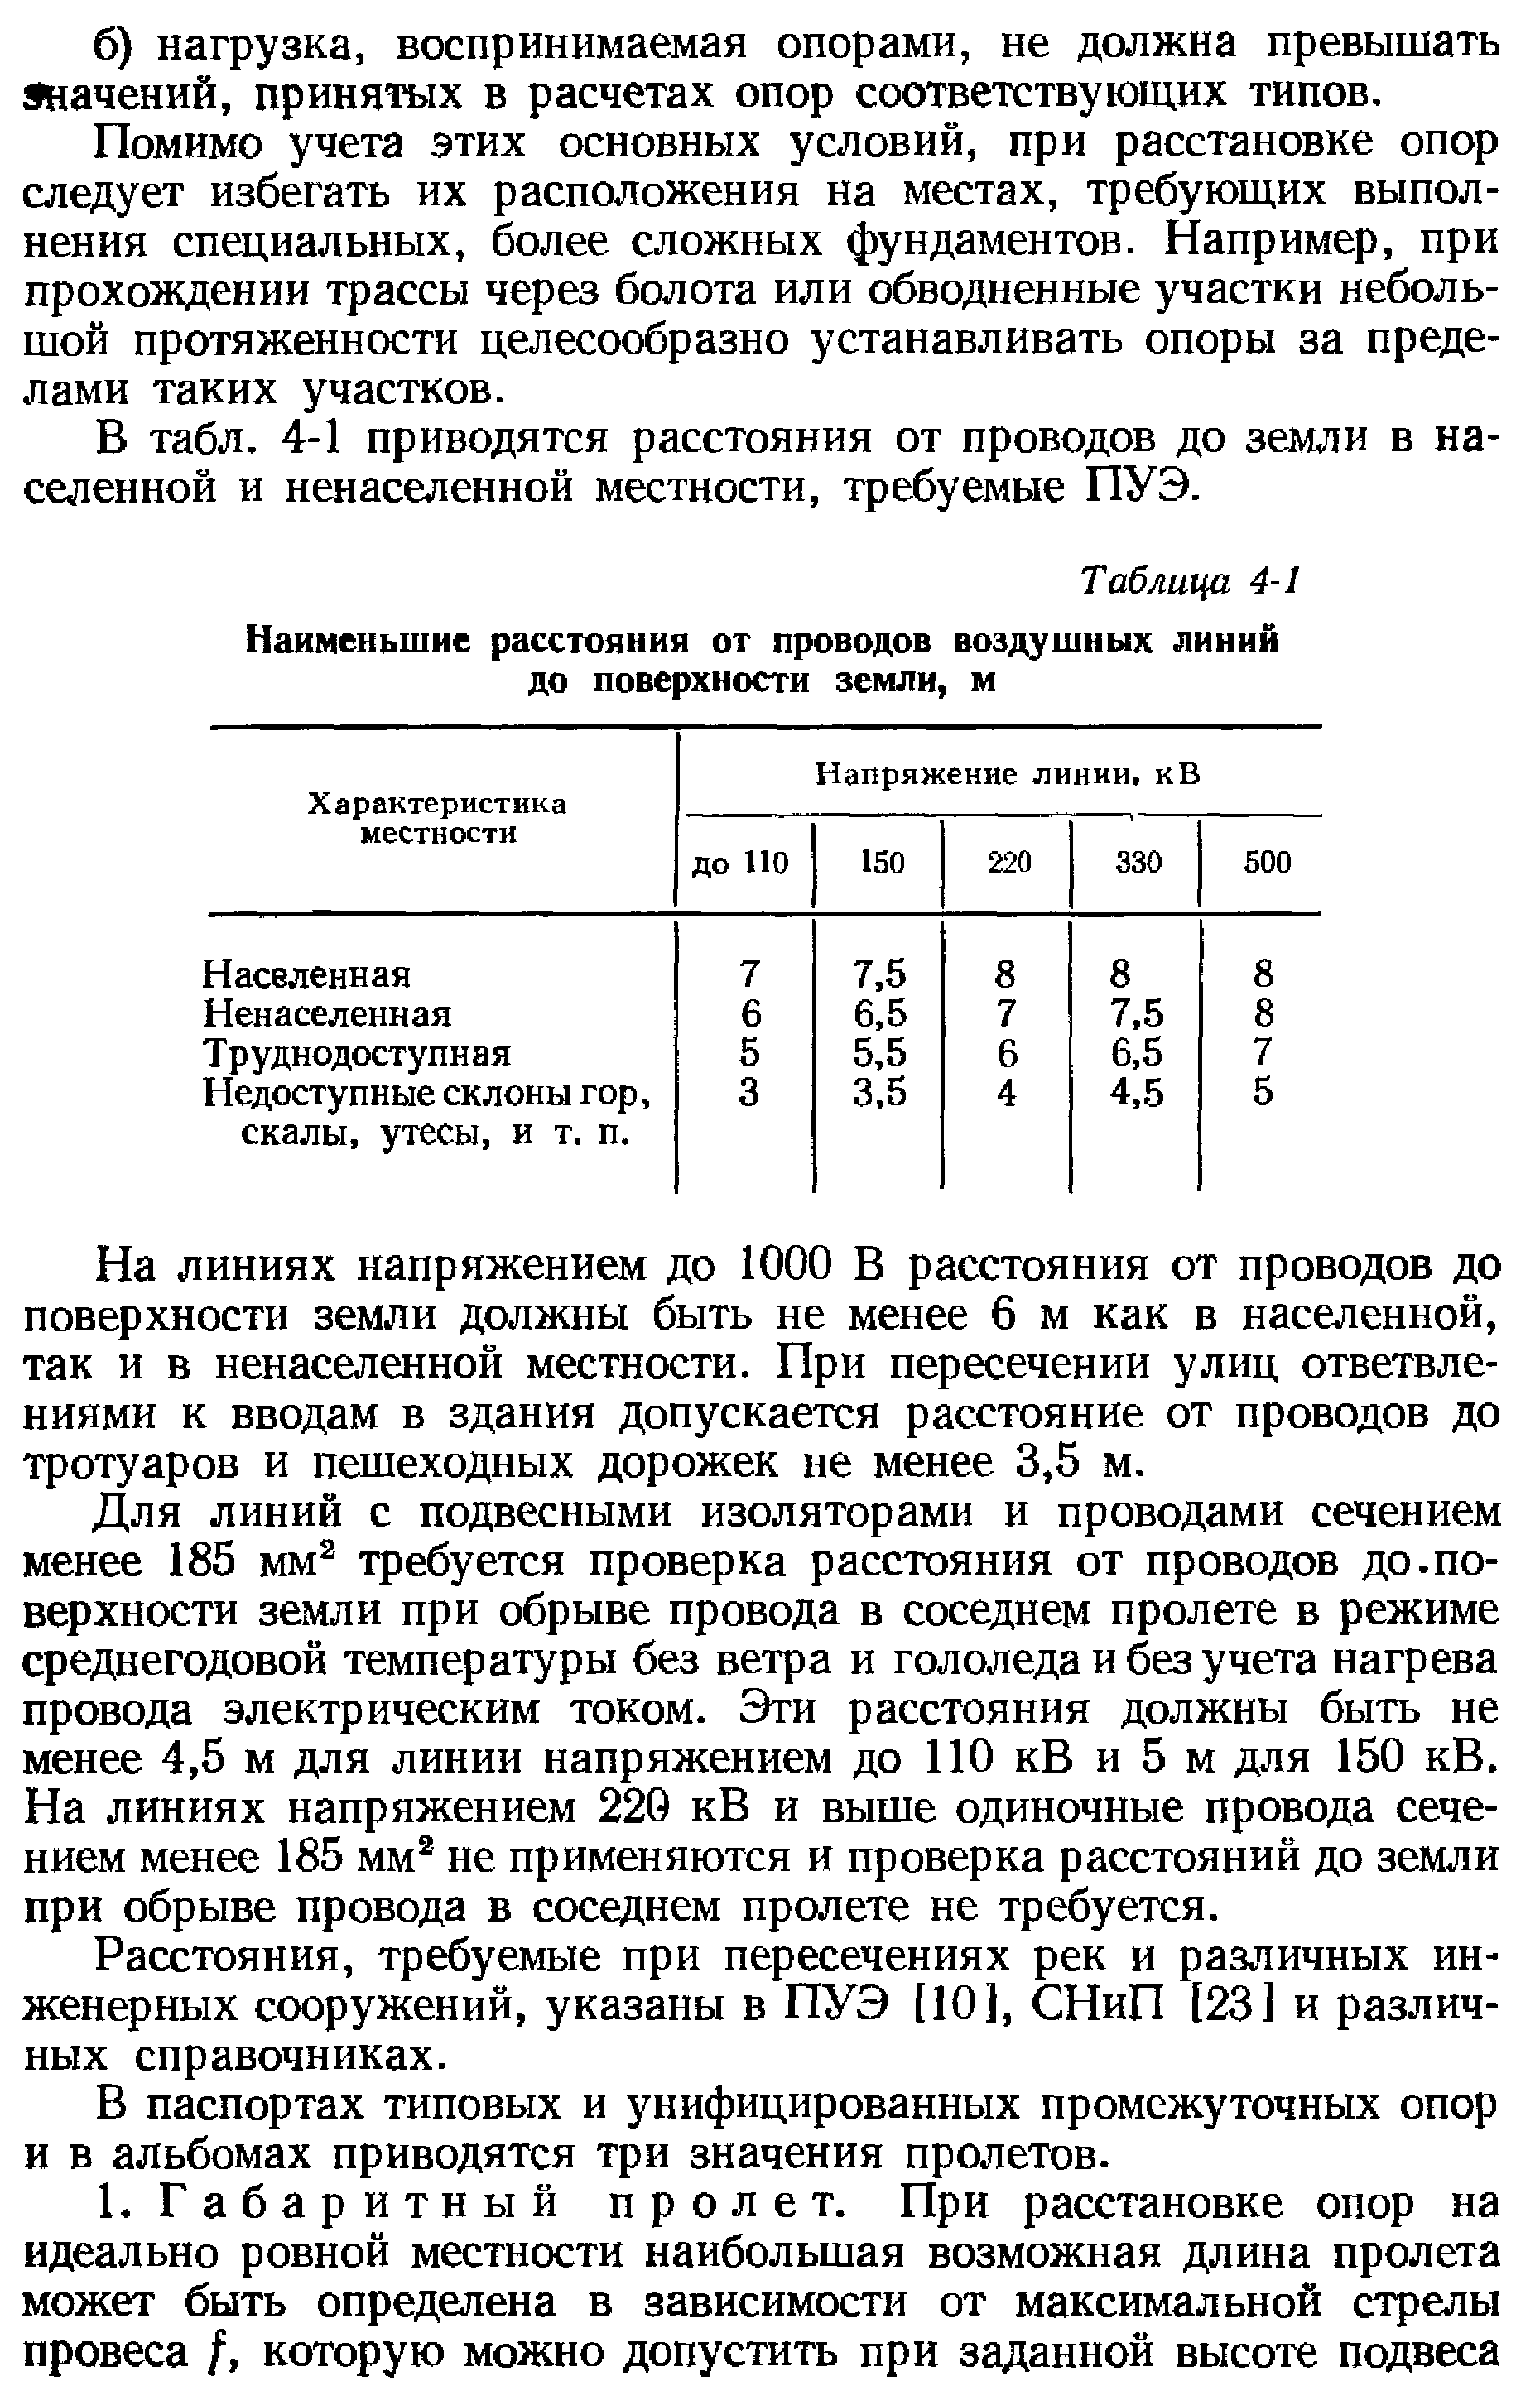 б) нагрузка, воспринимаемая опорами, не должна превышать
значений, принятых в расчетах опор соответствующих типов.
Помимо учета этих основных условий, при расстановке опор
следует избегать их расположения на местах, требующих выпол-
нения специальных, более сложных фундаментов. Например, при
прохождении трассы через болота или обводненные участки неболь-
шой протяженности целесообразно устанавливать опоры за преде-
лами таких участков.
В табл. 4-1 приводятся расстояния от проводов до земли в на-
селенной и ненаселенной местности, требуемые ПУЭ.
Таблица 4-1
Наименьшие расстояния от проводов воздушных линий
до поверхности земли, м
Характеристика
местности
Напряжение линии, кВ
до 110 150 220 330 500
Населенная 7 7,5 8 8 8
Ненаселенная 6 6,5 7 7,5 8
Труднодоступная 5 5,5 6 6,5 7
Недоступные склоны гор, 3 3,5 4 4,5 5
скалы, утесы, и т. п.
На линиях напряжением до 1000 В расстояния от проводов до
поверхности земли должны быть не менее 6 м как в населенной,
так и в ненаселенной местности. При пересечении улиц ответвле-
ниями к вводам в здания допускается расстояние от проводов до
тротуаров и пешеходных дорожек не менее 3,5 м.
Для линий с подвесными изоляторами и проводами сечением
менее 185 мм² требуется проверка расстояния от проводов до по-
верхности земли при обрыве провода в соседнем пролете в режиме
среднегодовой температуры без ветра и гололеда и без учета нагрева
провода электрическим током. Эти расстояния должны быть не
менее 4,5 м для линии напряжением до 110 кВ и 5 м для 150 кВ.
На линиях напряжением 220 кВ и выше одиночные провода сече-
нием менее 185 мм² не применяются и проверка расстояний до земли
при обрыве провода в соседнем пролете не требуется.
Расстояния, требуемые при пересечениях рек и различных ин-
женерных сооружений, указаны в ПУЭ [10], СНиП [23] и различ-
ных справочниках.
В паспортах типовых и унифицированных промежуточных опор
и в альбомах приводятся три значения пролетов.
1. Габаритный пролет. При расстановке опор на
идеально ровной местности наибольшая возможная длина пролета
может быть определена в зависимости от максимальной стрелы
провеса f, которую можно допустить при заданной высоте подвеса